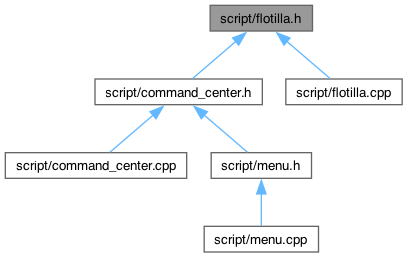 script/flotilla.h
script/command_center.h
script/flotilla.cpp
script/command_center.cpp
script/menu.h
script/menu.cpp